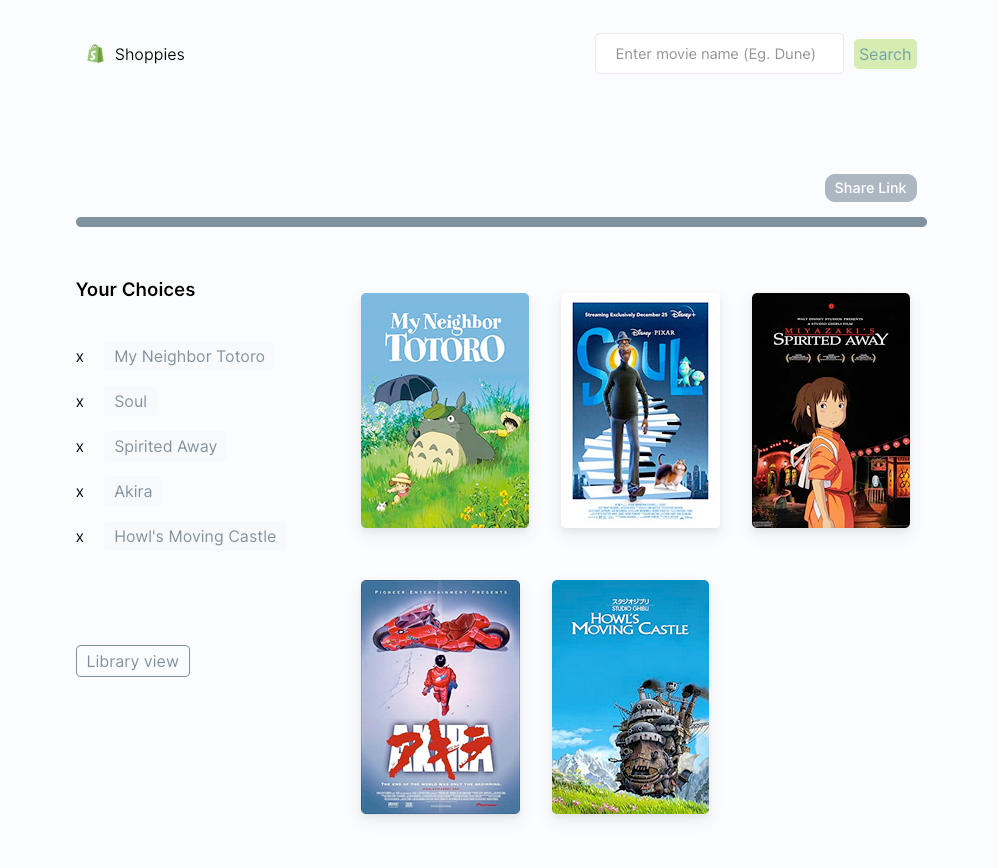 Shoppies
Enter movie name (Eg. Dune)
Search
Share Link
Your Choices
x My Neighbor Totoro
x Soul
x Spirited Away
x Akira
x Howl's Moving Castle
Library view
My Neighbor
TOTORO
Streaming Exclusively December 25 Disney+
Disney · PIXAR
SOUL
WALT DISNEY STUDIOS PRESENTS
A STUDIO GHIBLI FILM
MIYAZAKI'S
SPIRITED AWAY
PIONEER ENTERTAINMENT PRESENTS
AKIRA
アキラ
THE END OF THE WORLD WAS ONLY THE BEGINNING.
スタジオジブリ
STUDIO GHIBLI
HOWL'S
MOVING CASTLE